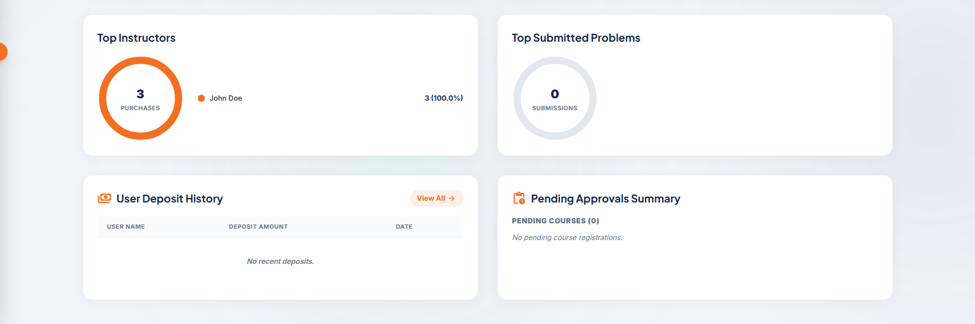 Top Instructors
3
PURCHASES
John Doe
3 (100.0%)
Top Submitted Problems
0
SUBMISSIONS
User Deposit History
View All →
USER NAME DEPOSIT AMOUNT DATE
No recent deposits.
Pending Approvals Summary
PENDING COURSES (0)
No pending course registrations.